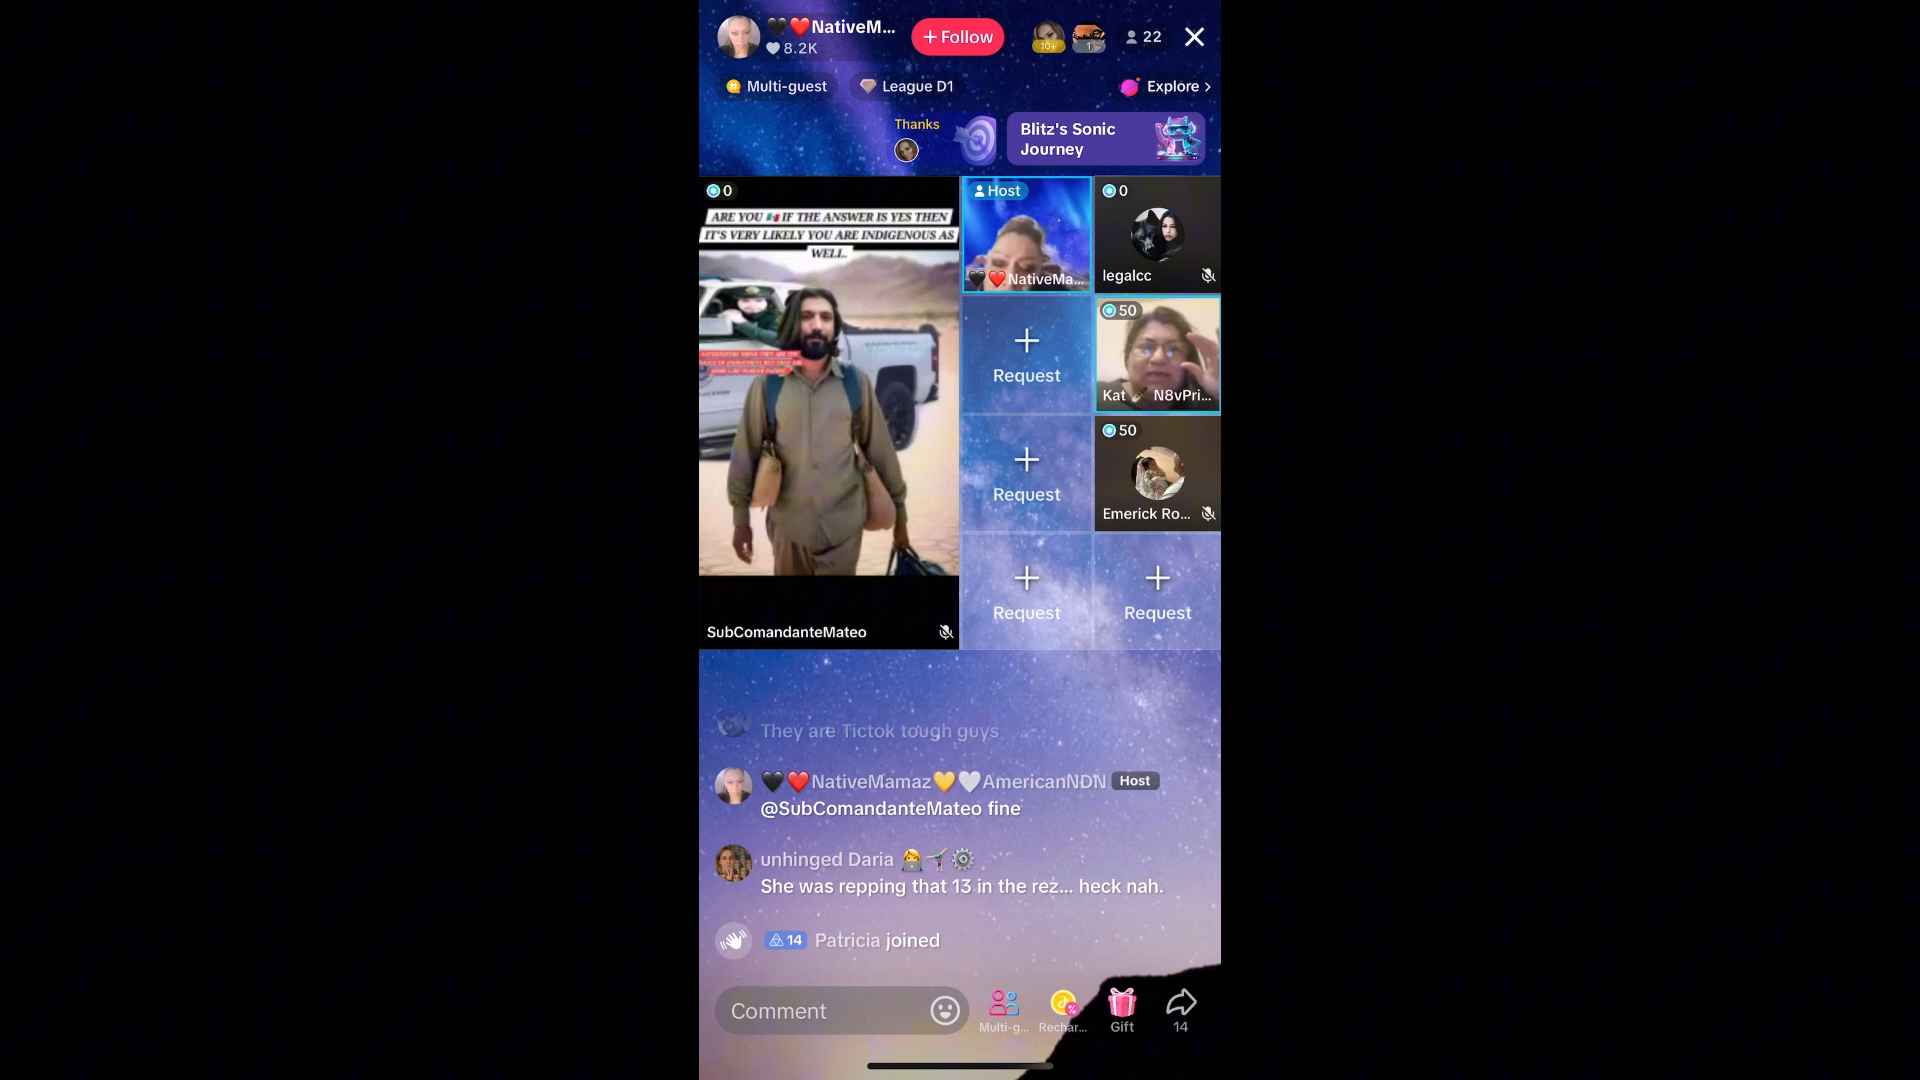 🖤❤️NativeM...
8.2K
+ Follow
10+
1
22
Multi-guest
League D1
Explore >
Thanks
Blitz's Sonic
Journey
0
ARE YOU 🇲🇽 IF THE ANSWER IS YES THEN
IT'S VERY LIKELY YOU ARE INDIGENOUS AS
WELL.
SubComandanteMateo
Host
🖤❤️NativeMa...
0
legalcc
Request
50
Kat 🪶 N8vPri...
Request
50
Emerick Ro...
Request
Request
They are Tictok tough guys
🖤❤️NativeMamaz💛🤍AmericanNDN Host
@SubComandanteMateo fine
unhinged Daria 👩‍💻🤸⚙️
She was repping that 13 in the rez... heck nah.
14 Patricia joined
Comment
Multi-g...
Rechar...
Gift
14